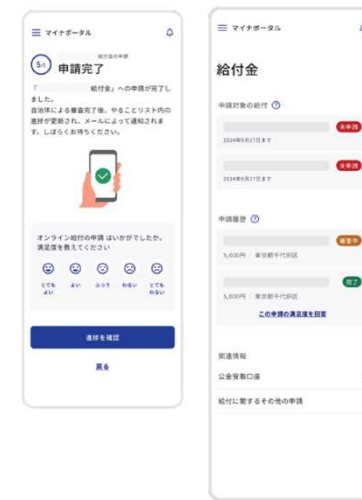 マイナポータル
5/5
給付金の申請
申請完了
「　　　　給付金」への申請が完了し
ました。
自治体による審査完了後、やることリスト内の
進捗が更新され、メールによって通知されま
す。しばらくお待ちください。
オンライン給付の申請 はいかがでしたか。
満足度を教えてください
とても よい
よい
ふつう
わるい
とても わるい
進捗を確認
戻る
マイナポータル
給付金
申請対象の給付
未申請
2024年9月17日まで
未申請
2024年9月17日まで
申請履歴
審査中
5,000円 | 東京都千代田区
完了
5,000円 | 東京都千代田区
この申請の満足度を回答
関連情報
公金受取口座
給付に関するその他の申請